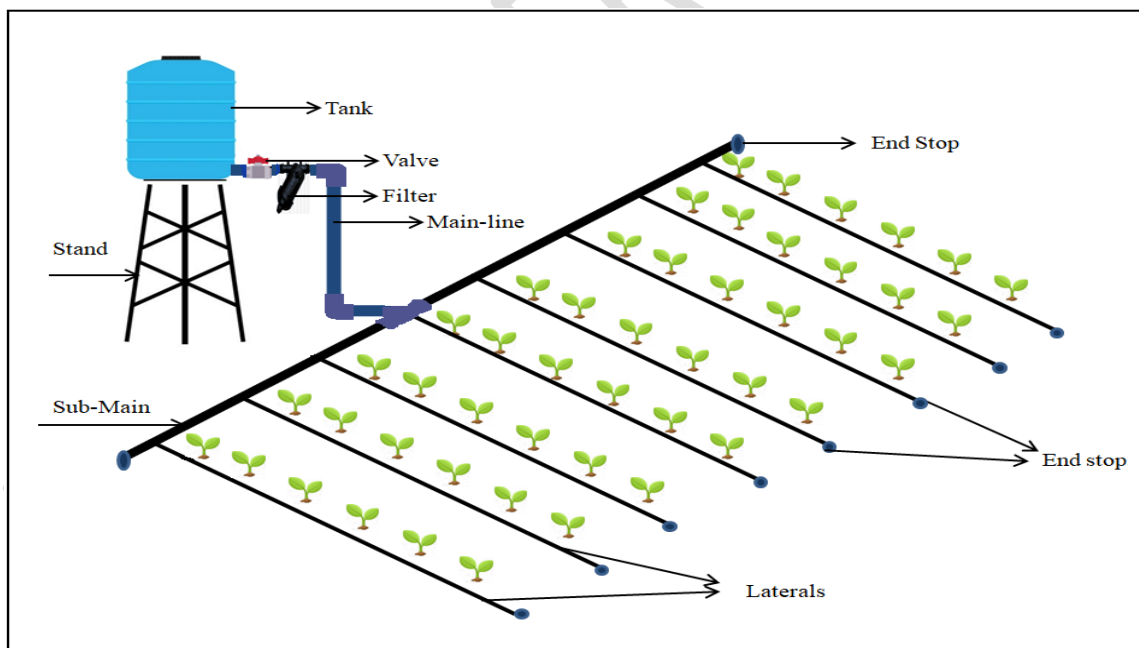 Tank
End Stop
Valve
Filter
Main-line
Stand
Sub-Main
End stop
Laterals